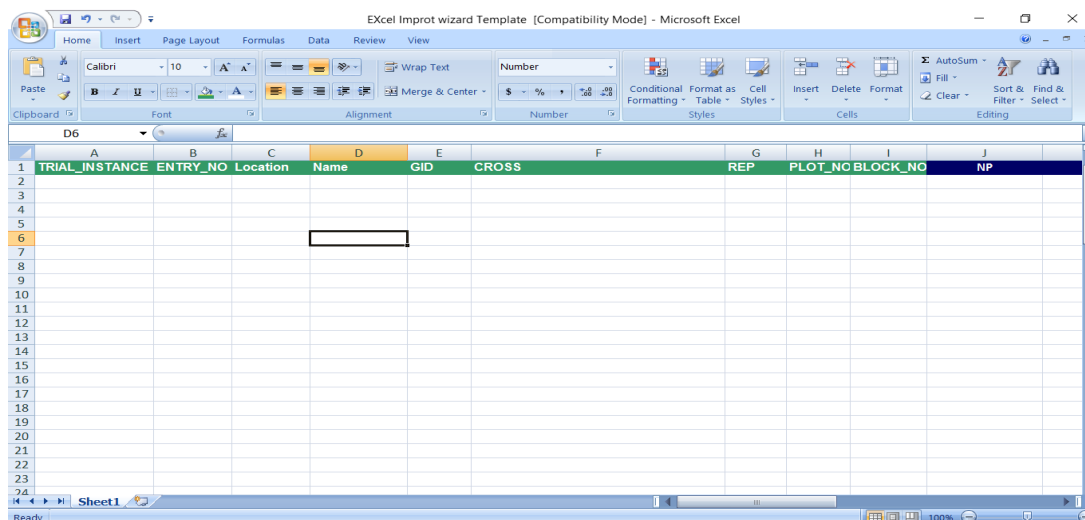 EXcel Improt wizard Template [Compatibility Mode] - Microsoft Excel
Home Insert Page Layout Formulas Data Review View
Paste
Calibri 10 A A
B I U A
Wrap Text
Merge & Center
Number
$ % ,
Conditional Formatting Format as Table Cell Styles
Insert Delete Format
Σ AutoSum
Fill
Clear
Sort & Filter Find & Select
Clipboard Font Alignment Number Styles Cells Editing
D6 fx
A B C D E F G H I J
1 TRIAL_INSTANCE ENTRY_NO Location Name GID CROSS REP PLOT_NO BLOCK_NO NP
2
3
4
5
6
7
8
9
10
11
12
13
14
15
16
17
18
19
20
21
22
23
24
Sheet1
Ready 100%